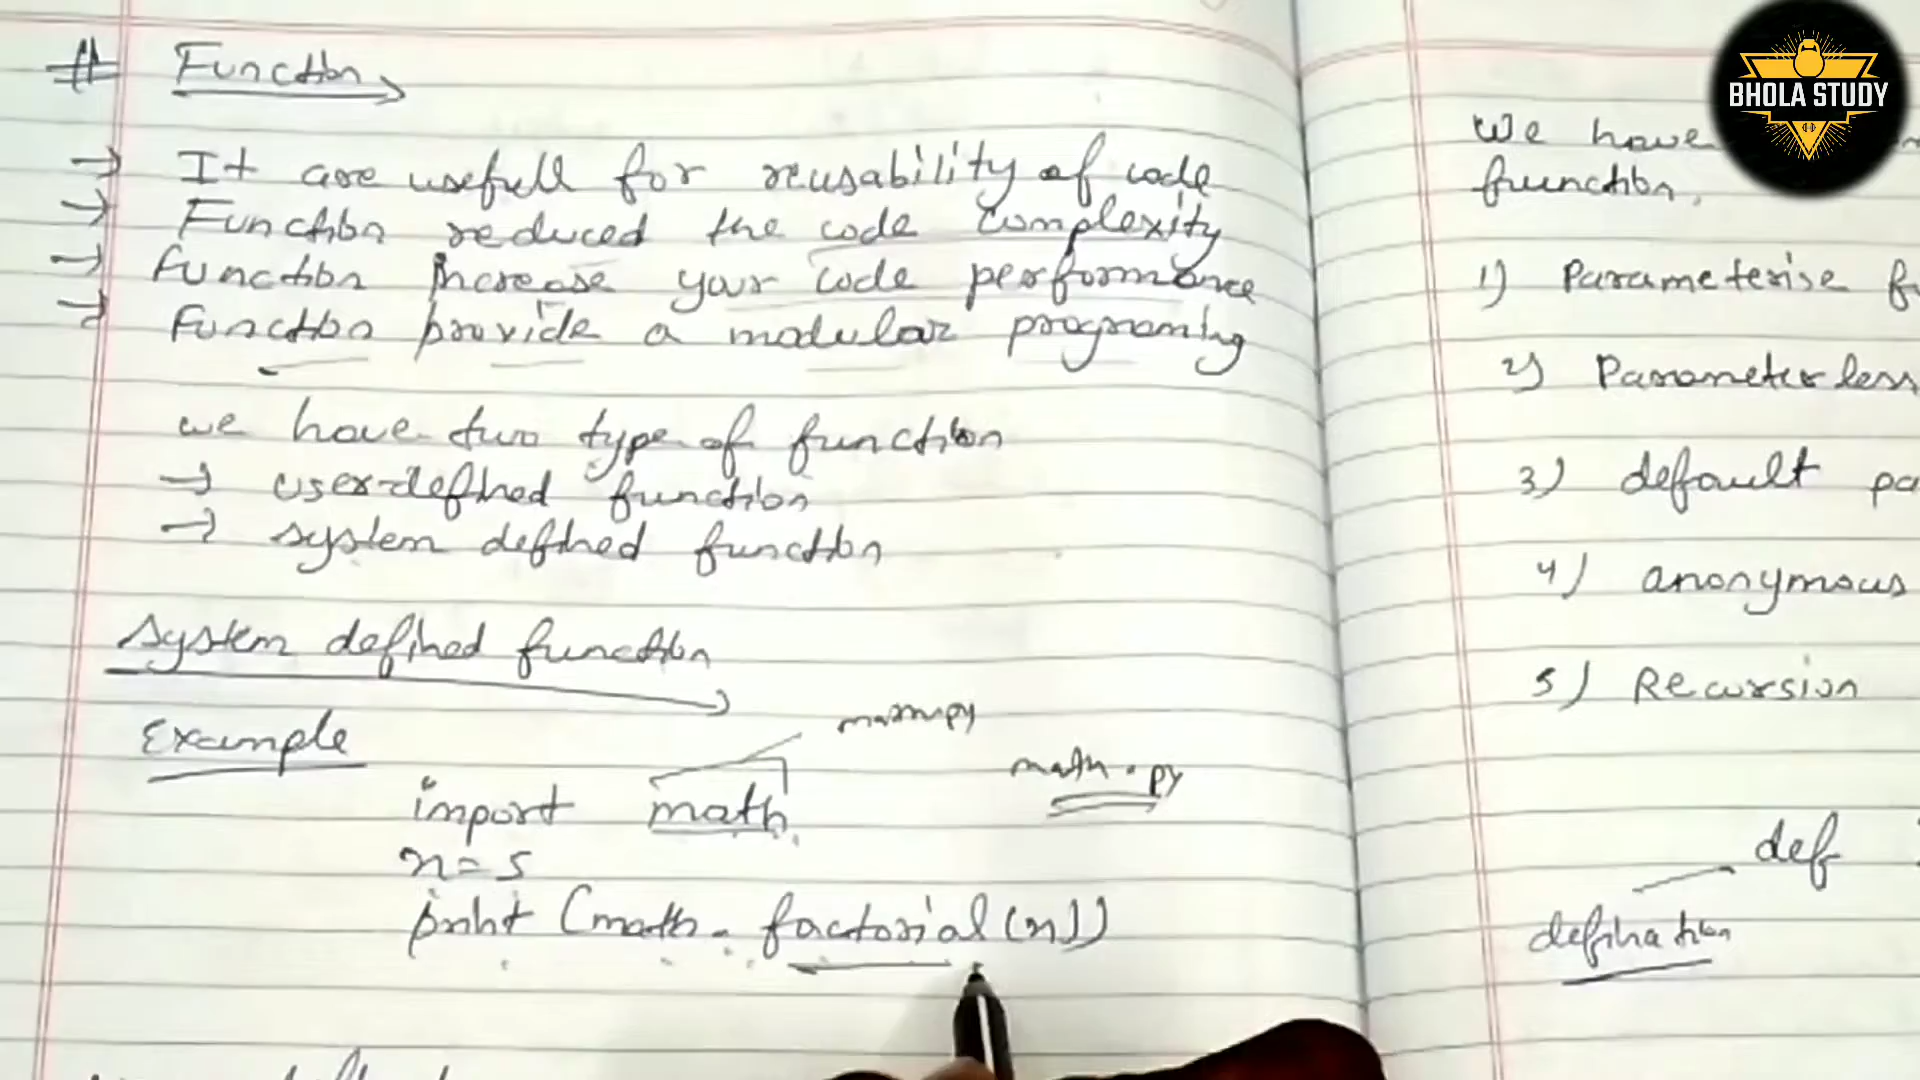 # Function
→ It are usefull for reusability of code
→ Function reduced the code complexity
→ function increase your code performance
→ function provide a modular programing
we have two type of function
→ user-defined function
→ system defined function
system defined function
Example
math.py
import math
n=5
print (math.factorial(n))
We have
function.
1) Parameterise
2) Parameterless
3) default
4) anonymous
5) Recursion
def
defination
BHOLA STUDY